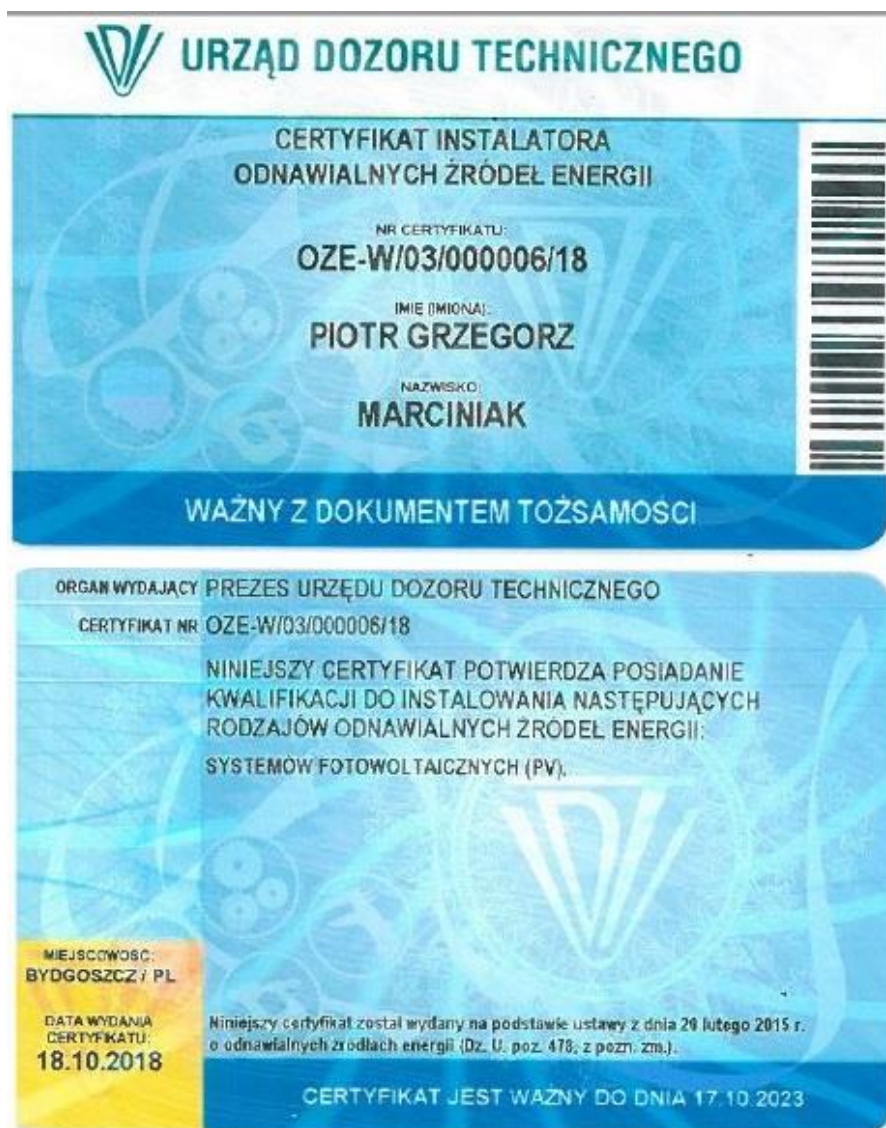 URZĄD DOZORU TECHNICZNEGO
CERTYFIKAT INSTALATORA
ODNAWIALNYCH ŹRÓDEŁ ENERGII
NR CERTYFIKATU:
OZE-W/03/000006/18
IMIĘ (IMIONA):
PIOTR GRZEGORZ
NAZWISKO:
MARCINIAK
WAŻNY Z DOKUMENTEM TOŻSAMOŚCI
ORGAN WYDAJĄCY PREZES URZĘDU DOZORU TECHNICZNEGO
CERTYFIKAT NR OZE-W/03/000006/18
NINIEJSZY CERTYFIKAT POTWIERDZA POSIADANIE
KWALIFIKACJI DO INSTALOWANIA NASTĘPUJĄCYCH
RODZAJÓW ODNAWIALNYCH ŹRÓDEŁ ENERGII:
SYSTEMÓW FOTOWOLTAICZNYCH (PV).
MIEJSCOWOŚĆ:
BYDGOSZCZ / PL
DATA WYDANIA
CERTYFIKATU:
18.10.2018
Niniejszy certyfikat został wydany na podstawie ustawy z dnia 20 lutego 2015 r.
o odnawialnych źródłach energii (Dz. U. poz. 478, z pozn. zm.).
CERTYFIKAT JEST WAŻNY DO DNIA 17.10.2023